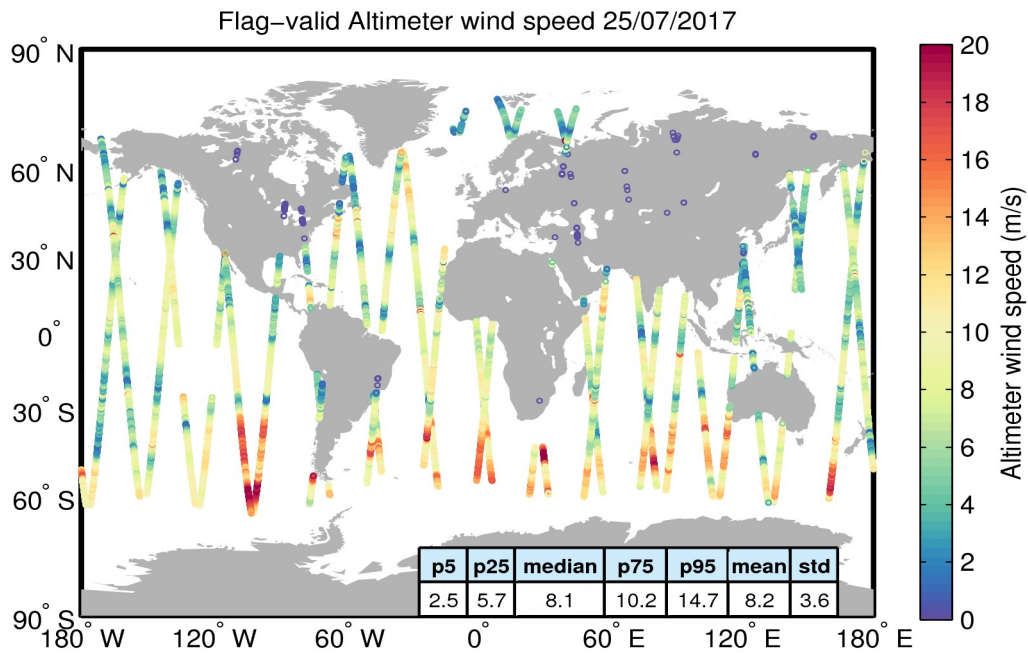 Flag−valid Altimeter wind speed 25/07/2017
90° N
60° N
30° N
0°
30° S
60° S
90° S
180° W
120° W
60° W
0°
60° E
120° E
180° E
p5 p25 median p75 p95 mean std
2.5 5.7 8.1 10.2 14.7 8.2 3.6
20
18
16
14
12
10
8
6
4
2
0
Altimeter wind speed (m/s)